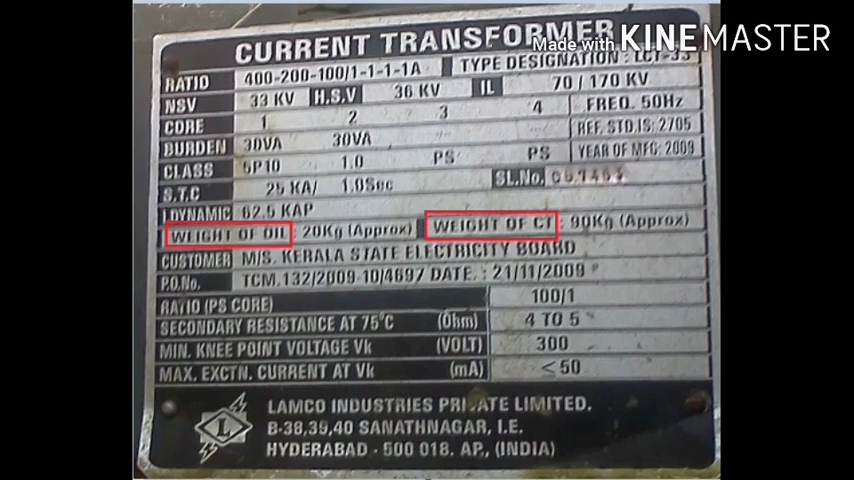 Made with KINEMASTER
CURRENT TRANSFORMER
RATIO 400-200-100/1-1-1-1A TYPE DESIGNATION: LCT-33
NSV 33 KV H.S.V 36 KV IL 70 / 170 KV
CORE 1 2 3 4 FREQ. 50Hz
BURDEN 30VA 30VA REF. STD.IS: 2705
CLASS 5P10 1.0 PS PS YEAR OF MFG: 2009
S.T.C 25 KA/ 1.0Sec SL.No.
I.DYNAMIC 62.5 KAP
WEIGHT OF OIL : 20Kg (Approx) WEIGHT OF CT : 90Kg (Approx)
CUSTOMER M/S. KERALA STATE ELECTRICITY BOARD
P.O.No. TCM.132/2009-10/4697 DATE. : 21/11/2009
RATIO (PS CORE) 100/1
SECONDARY RESISTANCE AT 75°C (Ohm) 4 TO 5
MIN. KNEE POINT VOLTAGE Vk (VOLT) 300
MAX. EXCTN. CURRENT AT Vk (mA) ≤ 50
L
LAMCO INDUSTRIES PRIVATE LIMITED.
B-38,39,40 SANATHNAGAR, I.E.
HYDERABAD - 500 018. AP., (INDIA)